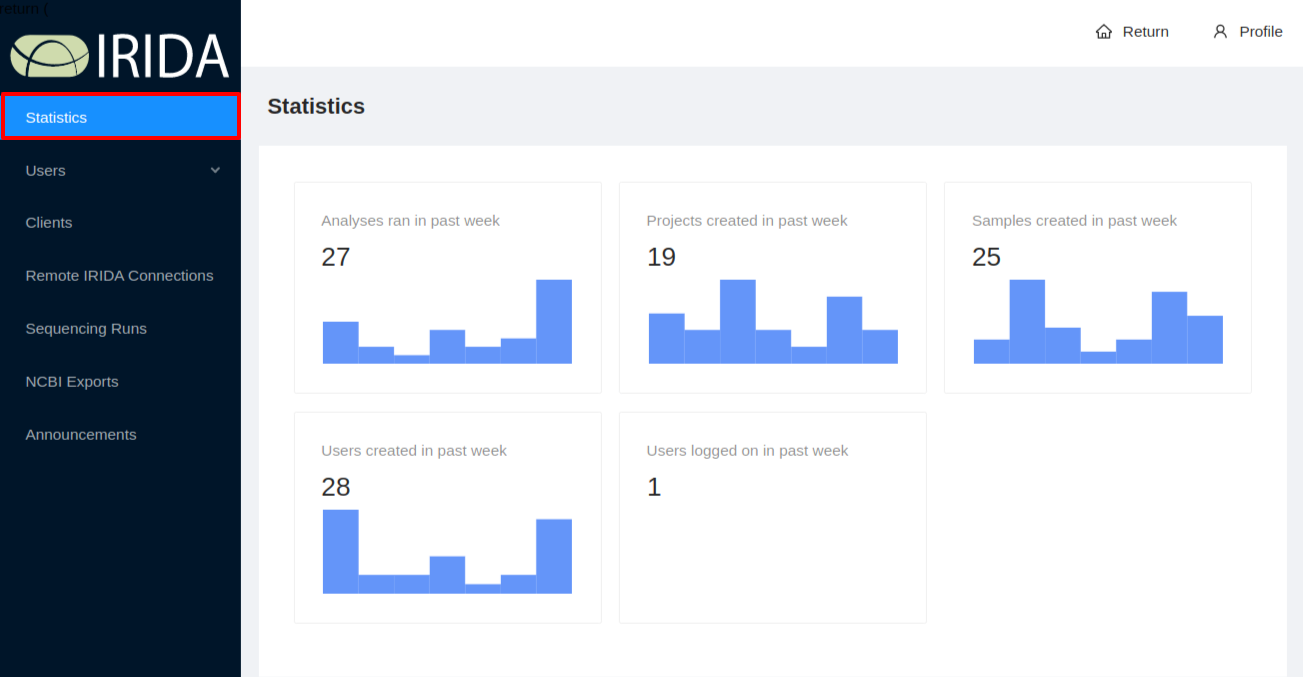 return (
IRIDA
Return
Profile
Statistics
Users
Clients
Remote IRIDA Connections
Sequencing Runs
NCBI Exports
Announcements
Statistics
Analyses ran in past week
27
Projects created in past week
19
Samples created in past week
25
Users created in past week
28
Users logged on in past week
1